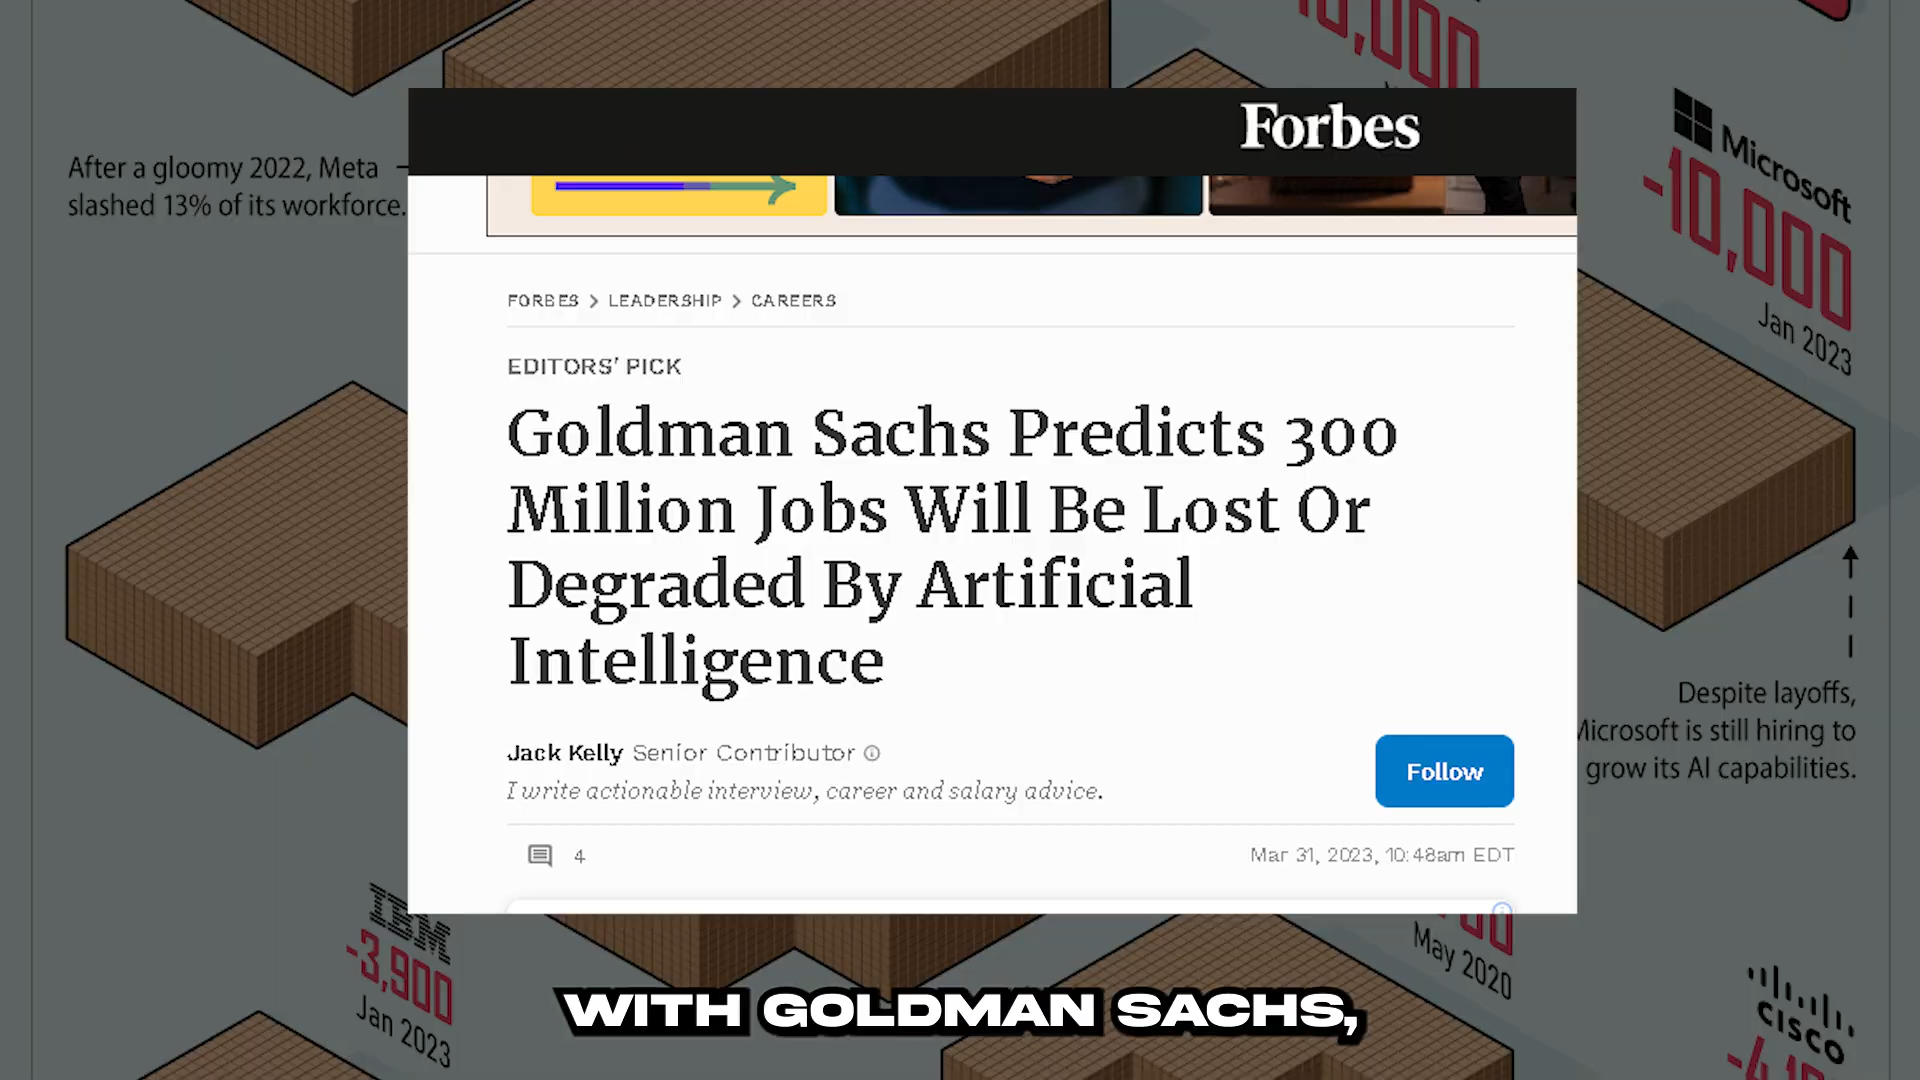 After a gloomy 2022, Meta
slashed 13% of its workforce.
Forbes
Microsoft
-10,000
Jan 2023
FORBES > LEADERSHIP > CAREERS
EDITORS' PICK
Goldman Sachs Predicts 300
Million Jobs Will Be Lost Or
Degraded By Artificial
Intelligence
Jack Kelly Senior Contributor
I write actionable interview, career and salary advice.
Follow
4
Mar 31, 2023, 10:48am EDT
Despite layoffs,
Microsoft is still hiring to
grow its AI capabilities.
IBM
-3,900
Jan 2023
May 2020
CISCO
WITH GOLDMAN SACHS,